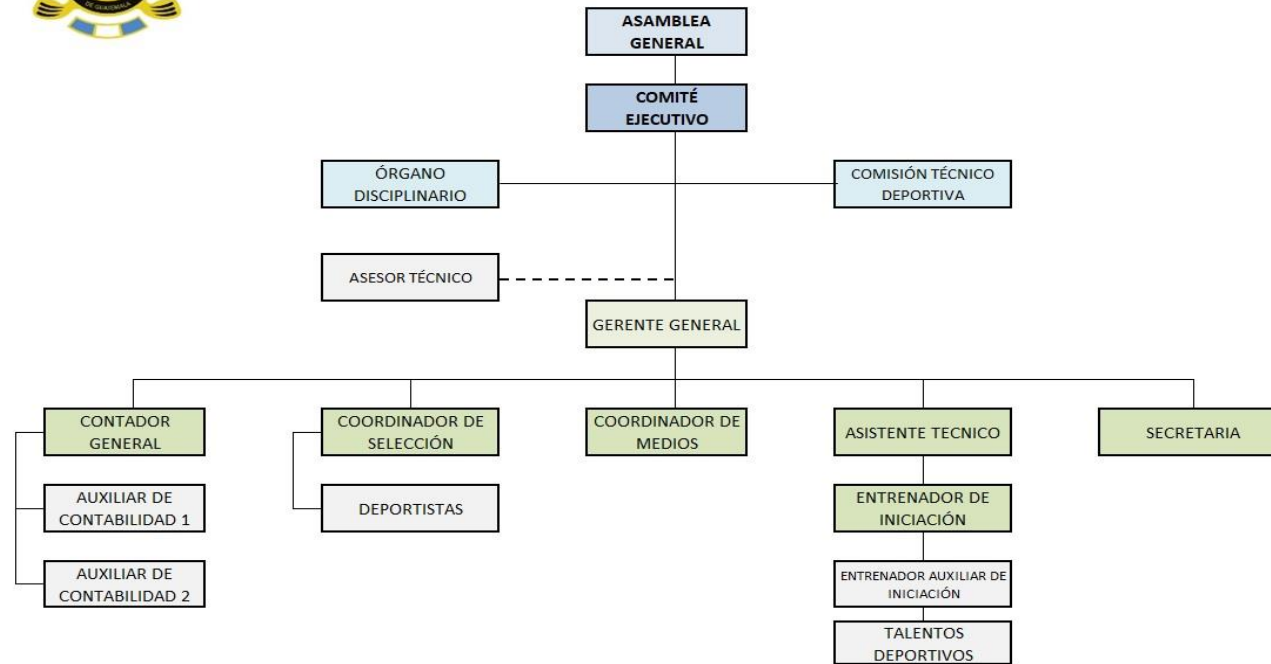 DE GUATEMALA
ASAMBLEA
GENERAL
COMITÉ
EJECUTIVO
ÓRGANO
DISCIPLINARIO
COMISIÓN TÉCNICO
DEPORTIVA
ASESOR TÉCNICO
GERENTE GENERAL
CONTADOR
GENERAL
COORDINADOR DE
SELECCIÓN
COORDINADOR DE
MEDIOS
ASISTENTE TECNICO
SECRETARIA
AUXILIAR DE
CONTABILIDAD 1
DEPORTISTAS
ENTRENADOR DE
INICIACIÓN
AUXILIAR DE
CONTABILIDAD 2
ENTRENADOR AUXILIAR DE
INICIACIÓN
TALENTOS
DEPORTIVOS